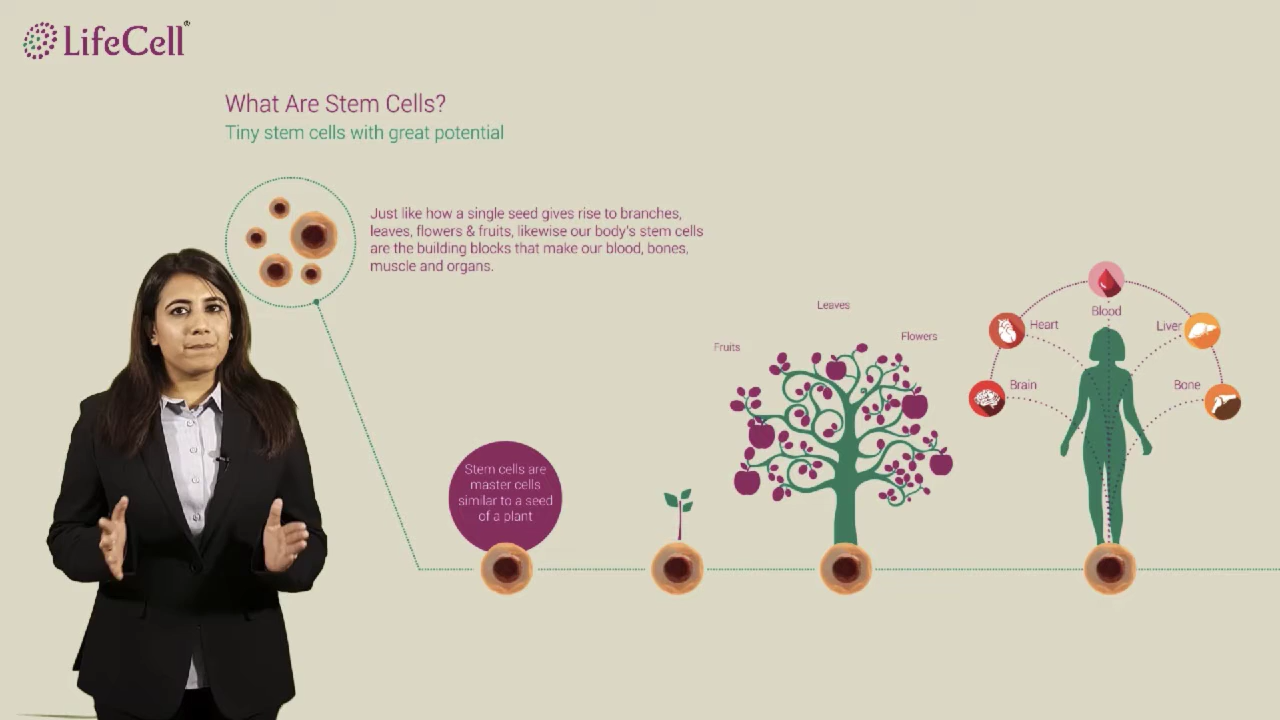 LifeCell®
What Are Stem Cells?
Tiny stem cells with great potential
Just like how a single seed gives rise to branches,
leaves, flowers & fruits, likewise our body's stem cells
are the building blocks that make our blood, bones,
muscle and organs.
Stem cells are
master cells
similar to a seed
of a plant
Leaves
Fruits
Flowers
Blood
Heart
Liver
Brain
Bone